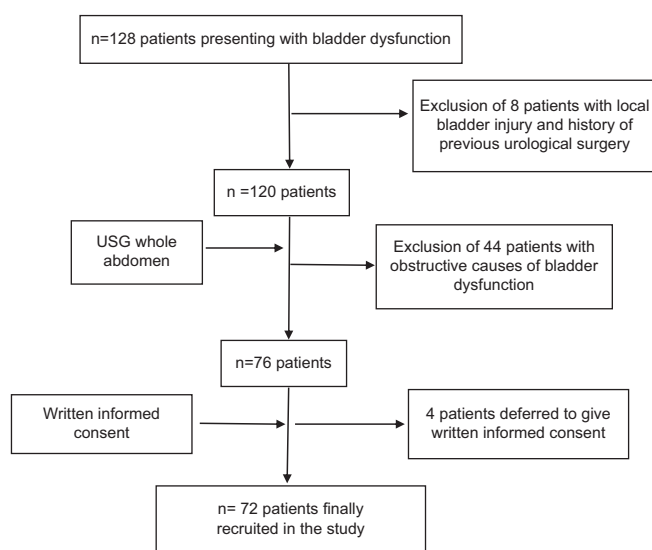 n=128 patients presenting with bladder dysfunction
Exclusion of 8 patients with local
bladder injury and history of
previous urological surgery
n =120 patients
USG whole
abdomen
Exclusion of 44 patients with
obstructive causes of bladder
dysfunction
n=76 patients
Written informed
consent
4 patients deferred to give
written informed consent
n= 72 patients finally
recruited in the study